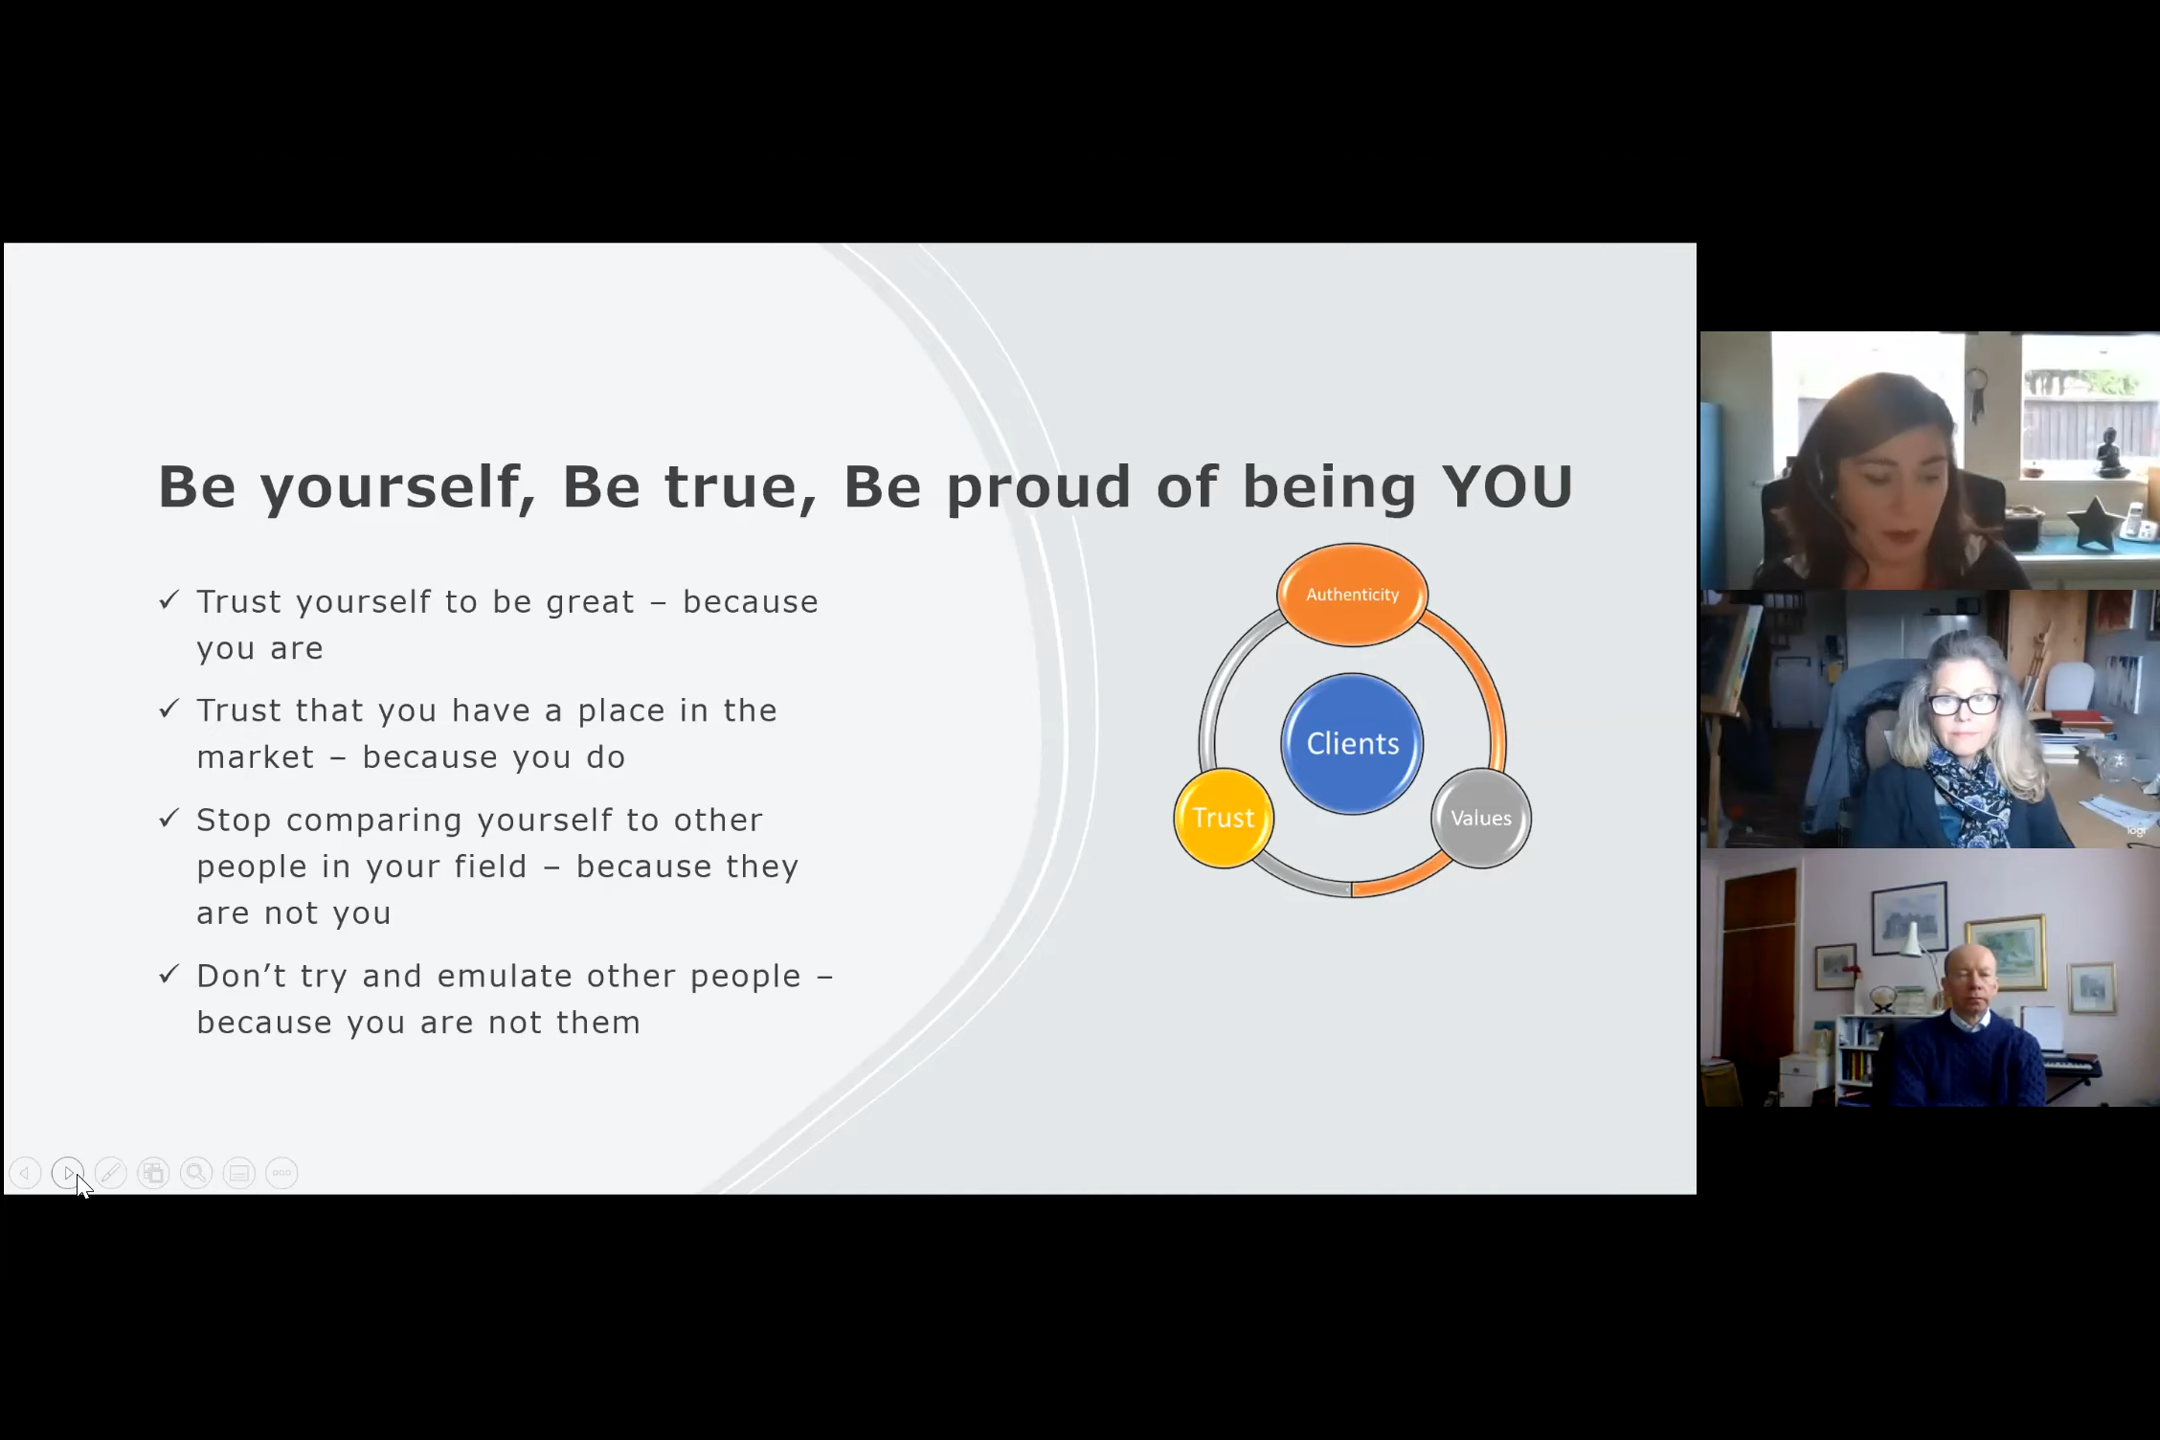 Be yourself, Be true, Be proud of being YOU
✓ Trust yourself to be great – because
you are
✓ Trust that you have a place in the
market – because you do
✓ Stop comparing yourself to other
people in your field – because they
are not you
✓ Don’t try and emulate other people –
because you are not them
Authenticity
Clients
Trust
Values
logi